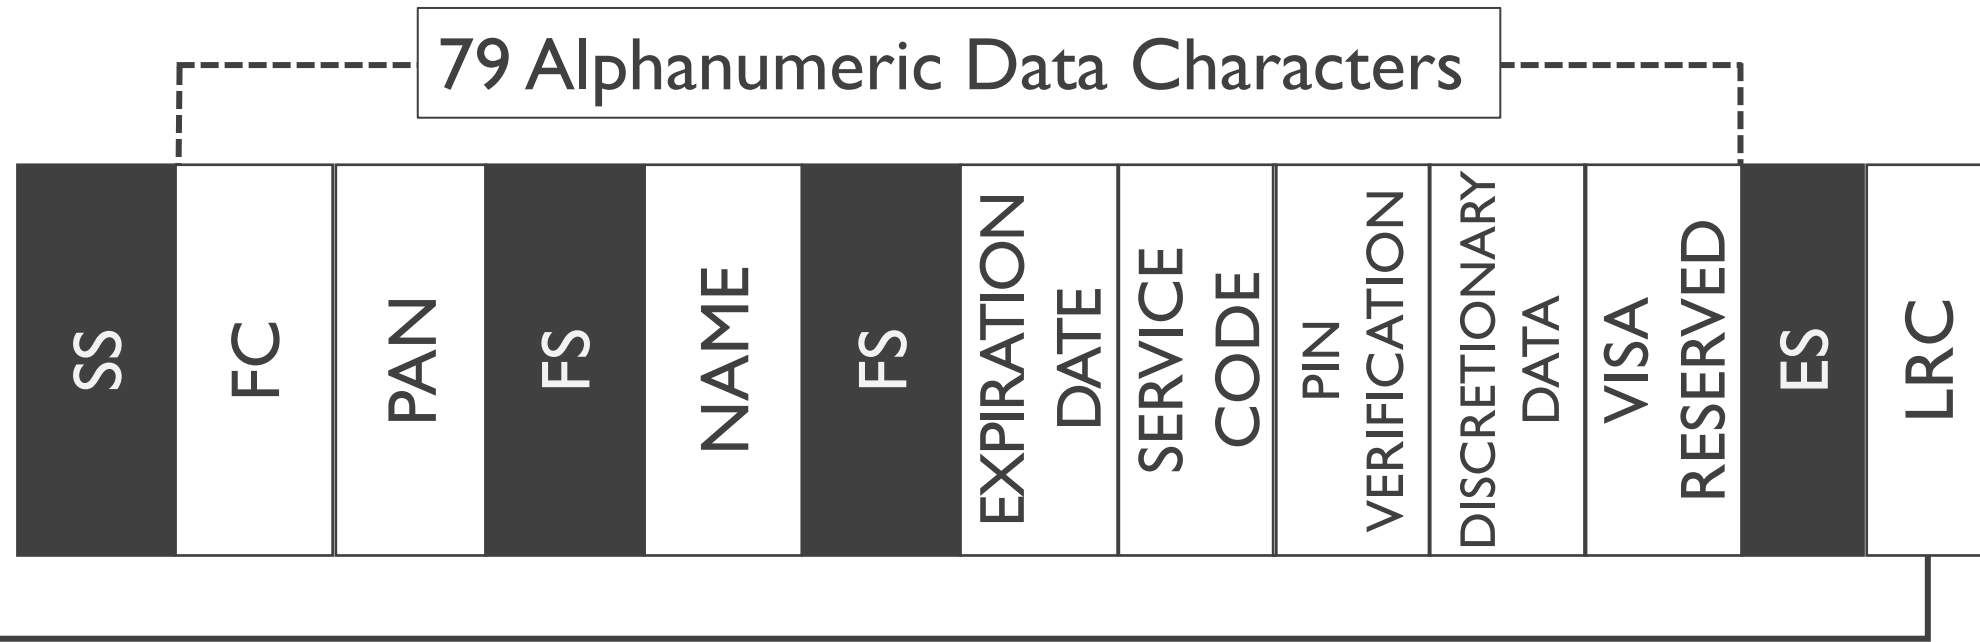 79 Alphanumeric Data Characters
SS
FC
PAN
FS
NAME
FS
EXPIRATION
DATE
SERVICE
CODE
PIN
VERIFICATION
DISCRETIONARY
DATA
VISA
RESERVED
ES
LRC